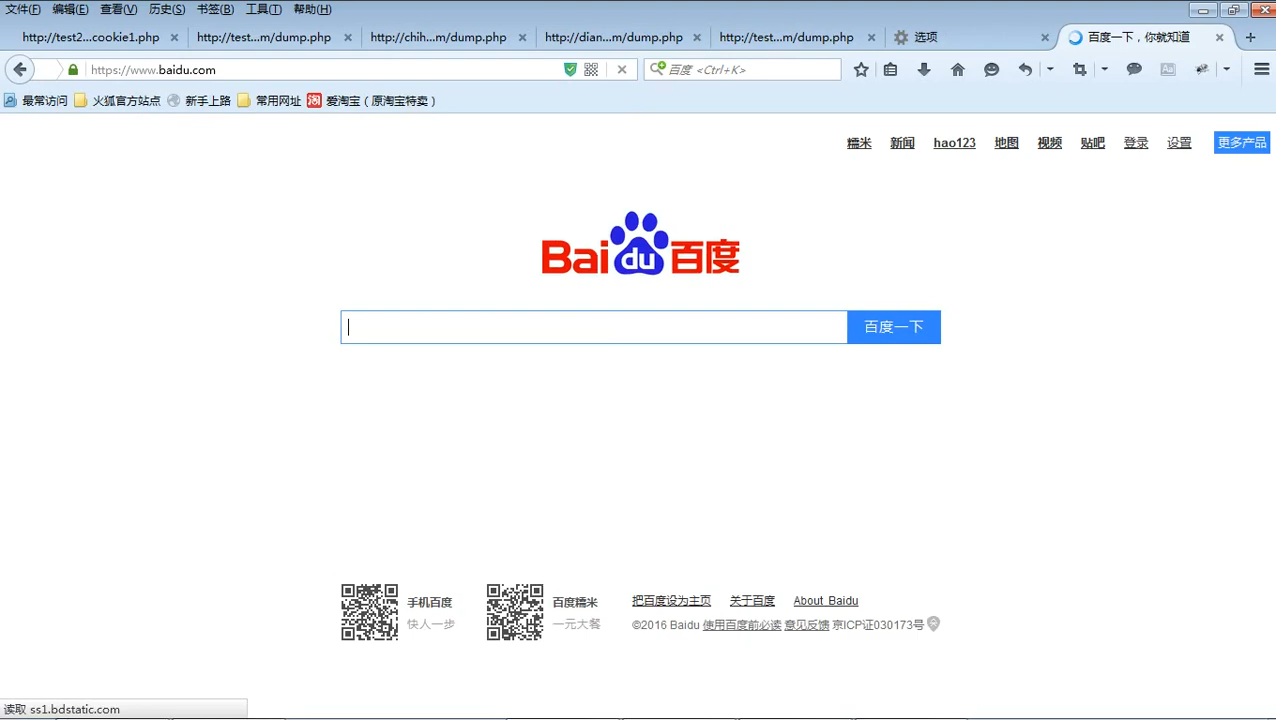 文件(F) 编辑(E) 查看(V) 历史(S) 书签(B) 工具(T) 帮助(H)
http://test2...cookie1.php http://test...m/dump.php http://chih...m/dump.php http://dian...m/dump.php http://test...m/dump.php 选项 百度一下，你就知道
https://www.baidu.com 百度 <Ctrl+K>
最常访问 火狐官方站点 新手上路 常用网址 淘 爱淘宝（原淘宝特卖）
糯米 新闻 hao123 地图 视频 贴吧 登录 设置 更多产品
Bai du 百度
百度一下
手机百度 百度糯米 把百度设为主页 关于百度 About Baidu
快人一步 一元大餐 ©2016 Baidu 使用百度前必读 意见反馈 京ICP证030173号
读取 ss1.bdstatic.com